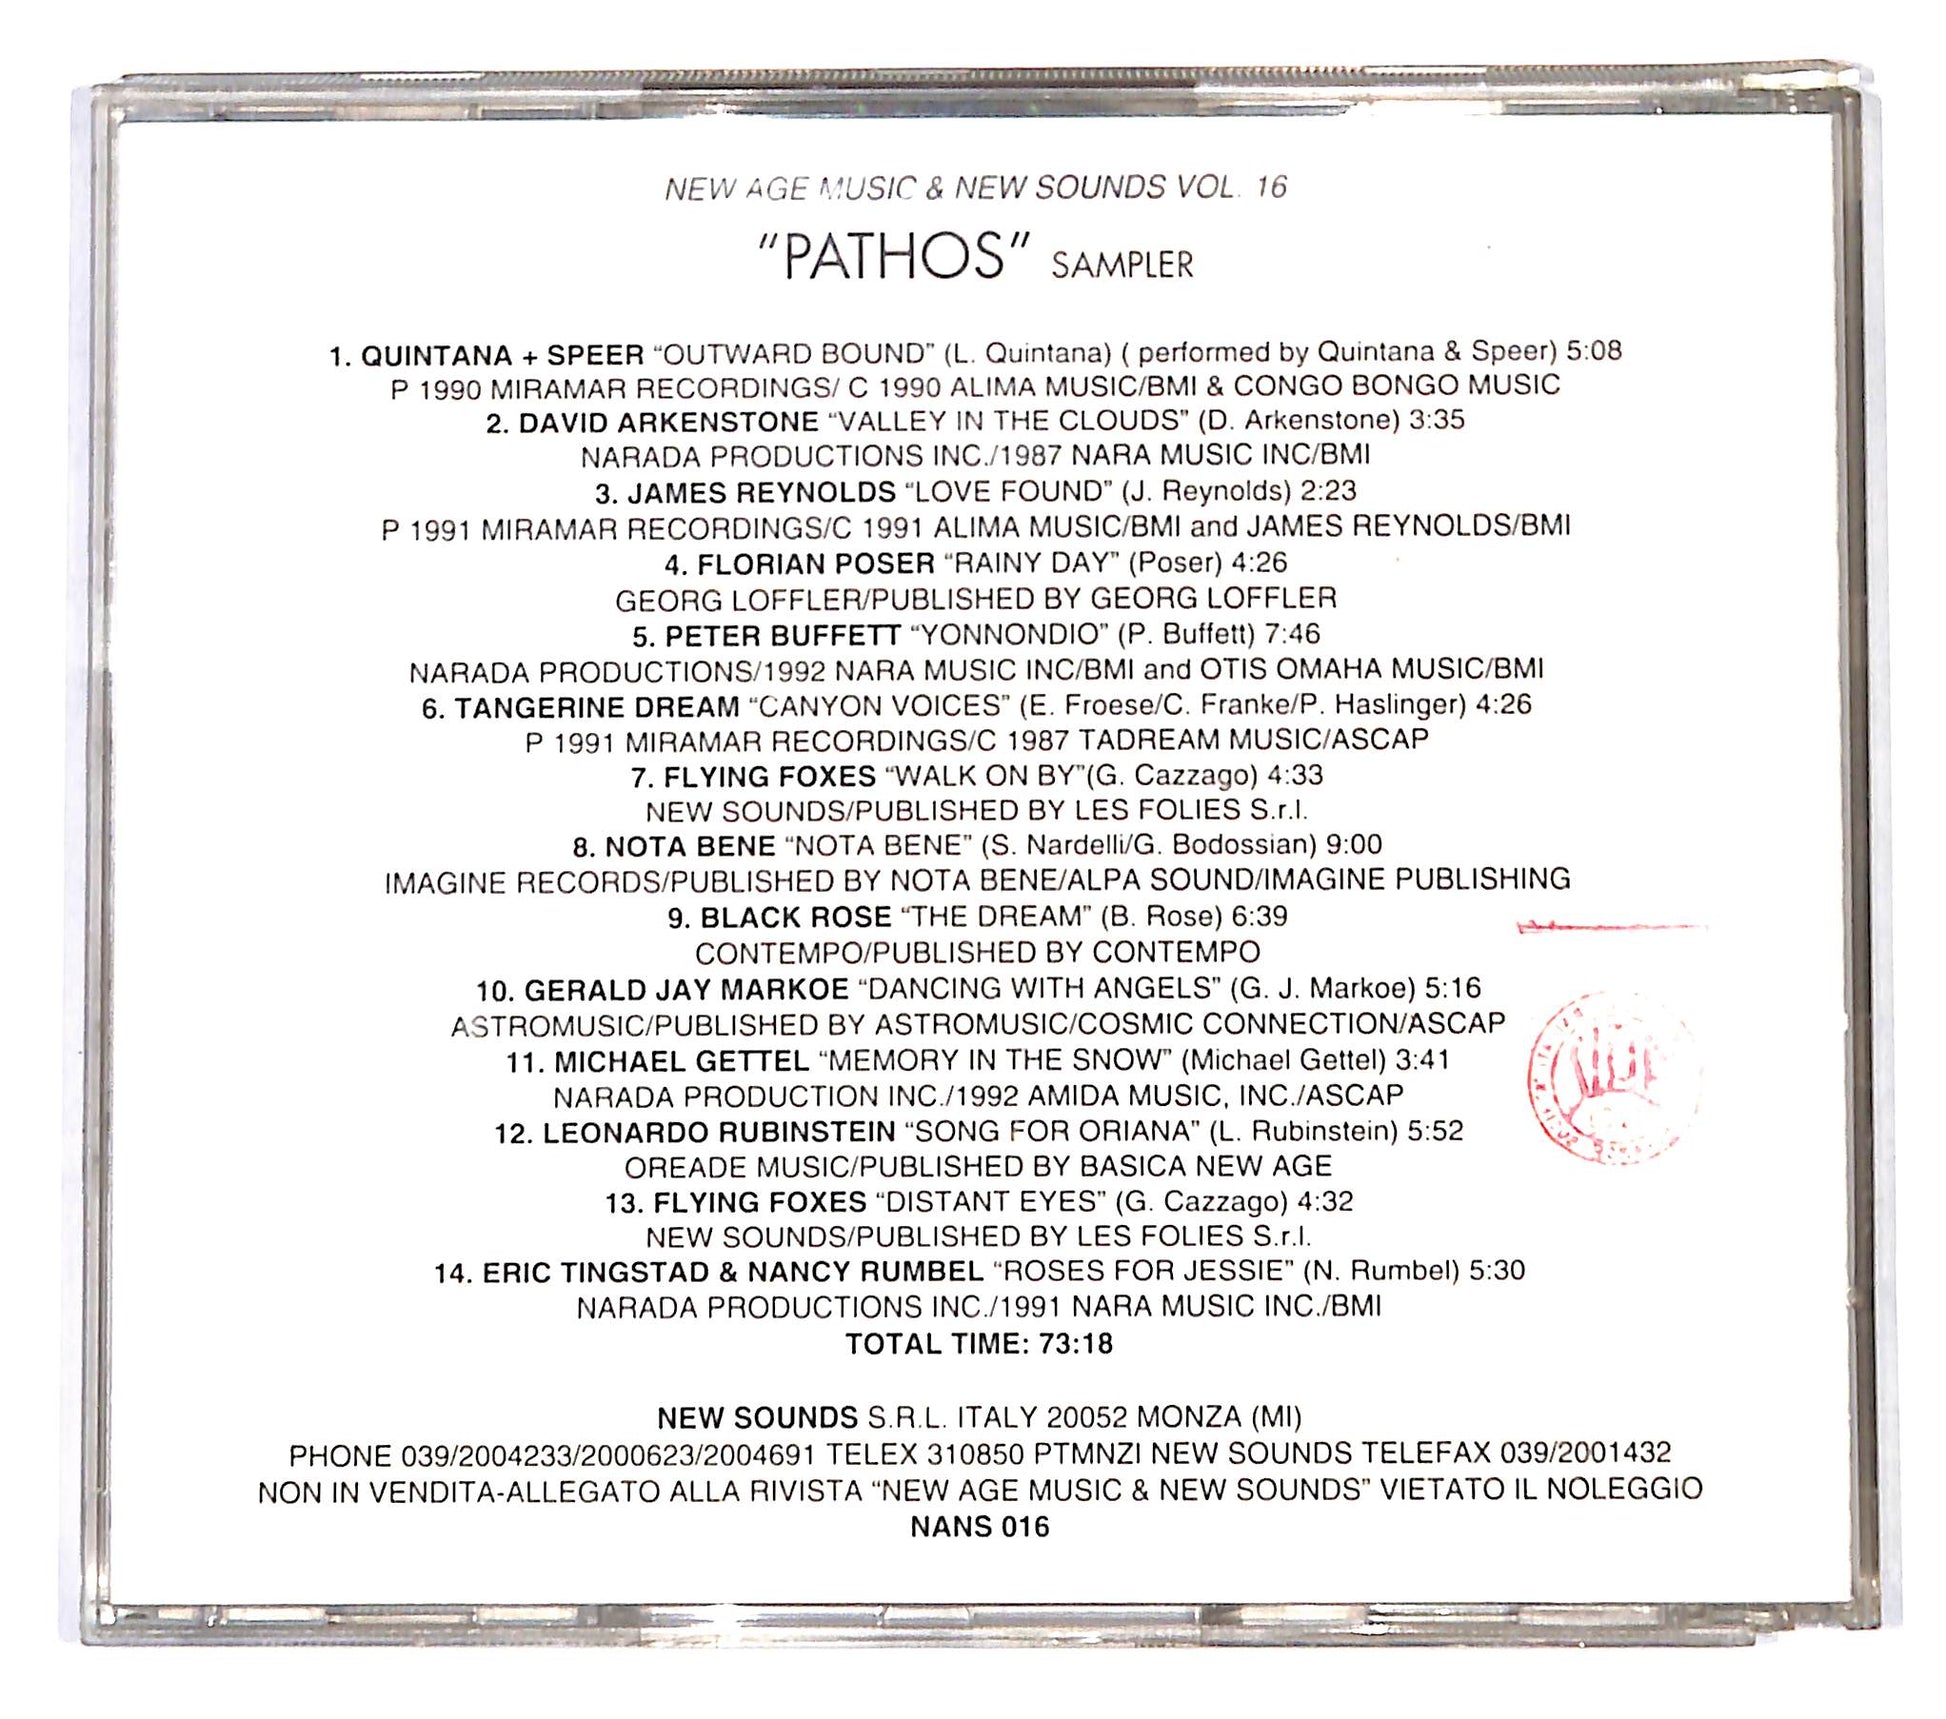 NEW AGE MUSIC & NEW SOUNDS VOL. 16
“PATHOS” SAMPLER
1. QUINTANA + SPEER “OUTWARD BOUND” (L. Quintana) ( performed by Quintana & Speer) 5:08
P 1990 MIRAMAR RECORDINGS/ C 1990 ALIMA MUSIC/BMI & CONGO BONGO MUSIC
2. DAVID ARKENSTONE “VALLEY IN THE CLOUDS” (D. Arkenstone) 3:35
NARADA PRODUCTIONS INC./1987 NARA MUSIC INC/BMI
3. JAMES REYNOLDS “LOVE FOUND” (J. Reynolds) 2:23
P 1991 MIRAMAR RECORDINGS/C 1991 ALIMA MUSIC/BMI and JAMES REYNOLDS/BMI
4. FLORIAN POSER “RAINY DAY” (Poser) 4:26
GEORG LOFFLER/PUBLISHED BY GEORG LOFFLER
5. PETER BUFFETT “YONNONDIO” (P. Buffett) 7:46
NARADA PRODUCTIONS/1992 NARA MUSIC INC/BMI and OTIS OMAHA MUSIC/BMI
6. TANGERINE DREAM “CANYON VOICES” (E. Froese/C. Franke/P. Haslinger) 4:26
P 1991 MIRAMAR RECORDINGS/C 1987 TADREAM MUSIC/ASCAP
7. FLYING FOXES “WALK ON BY”(G. Cazzago) 4:33
NEW SOUNDS/PUBLISHED BY LES FOLIES S.r.l.
8. NOTA BENE “NOTA BENE” (S. Nardelli/G. Bodossian) 9:00
IMAGINE RECORDS/PUBLISHED BY NOTA BENE/ALPA SOUND/IMAGINE PUBLISHING
9. BLACK ROSE “THE DREAM” (B. Rose) 6:39
CONTEMPO/PUBLISHED BY CONTEMPO
10. GERALD JAY MARKOE “DANCING WITH ANGELS” (G. J. Markoe) 5:16
ASTROMUSIC/PUBLISHED BY ASTROMUSIC/COSMIC CONNECTION/ASCAP
11. MICHAEL GETTEL “MEMORY IN THE SNOW” (Michael Gettel) 3:41
NARADA PRODUCTION INC./1992 AMIDA MUSIC, INC./ASCAP
12. LEONARDO RUBINSTEIN “SONG FOR ORIANA” (L. Rubinstein) 5:52
OREADE MUSIC/PUBLISHED BY BASICA NEW AGE
13. FLYING FOXES “DISTANT EYES” (G. Cazzago) 4:32
NEW SOUNDS/PUBLISHED BY LES FOLIES S.r.l.
14. ERIC TINGSTAD & NANCY RUMBEL “ROSES FOR JESSIE” (N. Rumbel) 5:30
NARADA PRODUCTIONS INC./1991 NARA MUSIC INC./BMI
TOTAL TIME: 73:18
NEW SOUNDS S.R.L. ITALY 20052 MONZA (MI)
PHONE 039/2004233/2000623/2004691 TELEX 310850 PTMNZI NEW SOUNDS TELEFAX 039/2001432
NON IN VENDITA-ALLEGATO ALLA RIVISTA “NEW AGE MUSIC & NEW SOUNDS” VIETATO IL NOLEGGIO
NANS 016